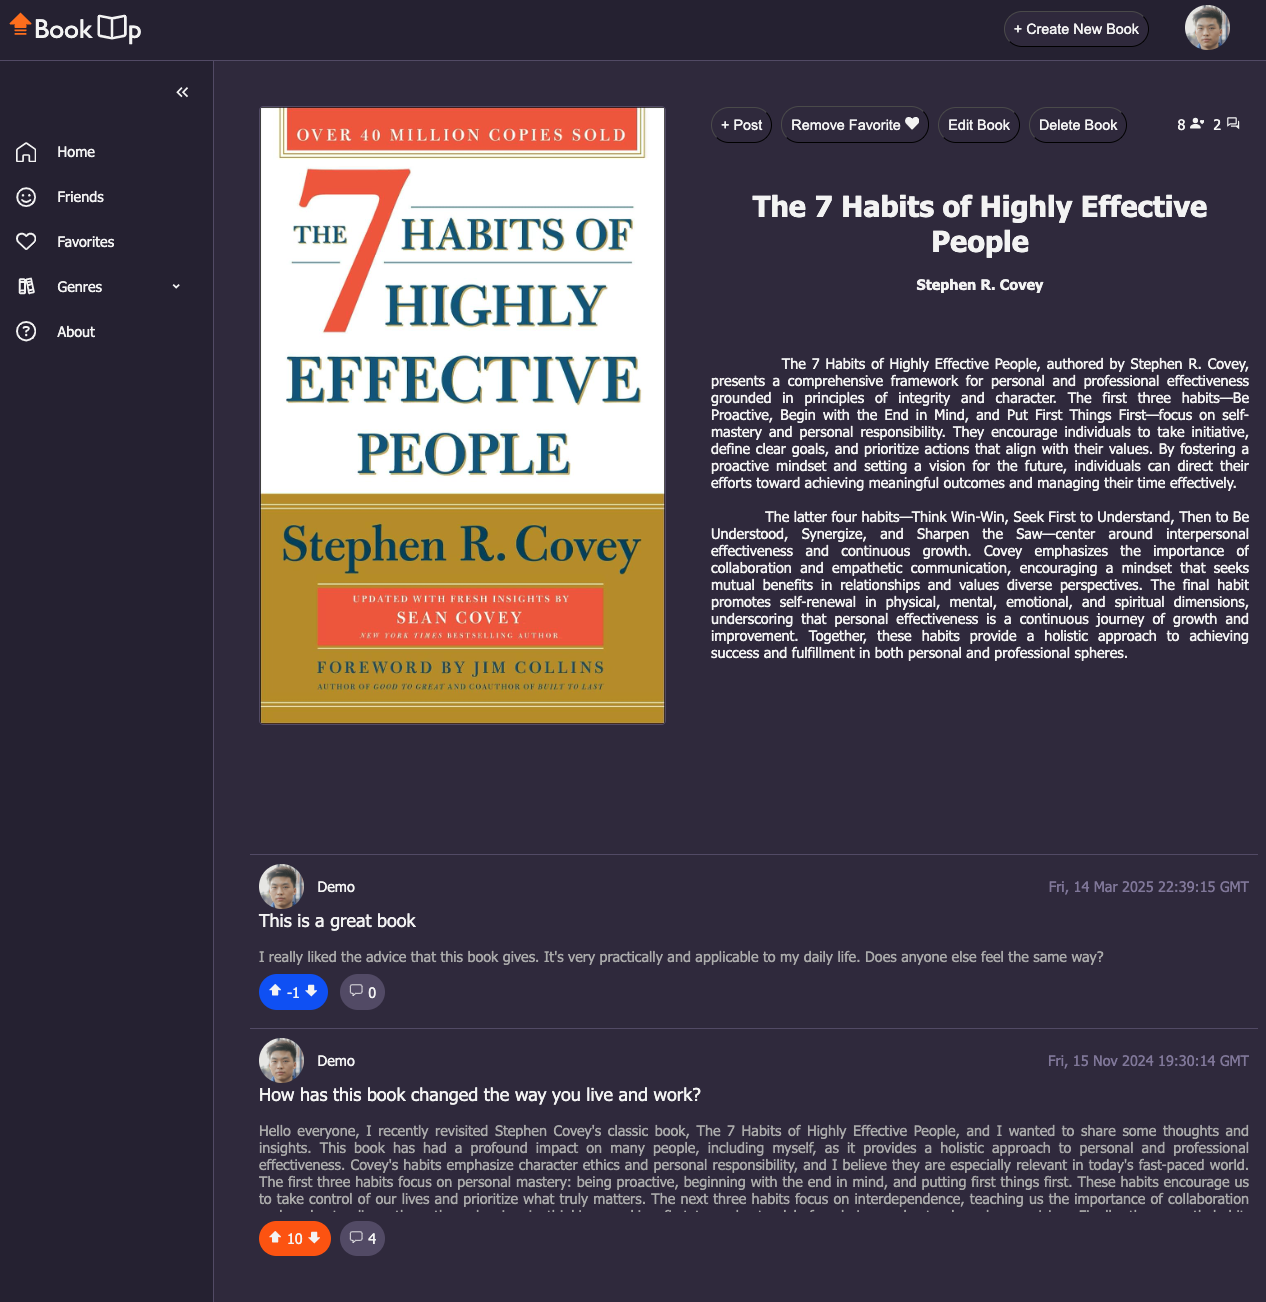 Book Up
+ Create New Book
Home
Friends
Favorites
Genres
About
OVER 40 MILLION COPIES SOLD
THE 7 HABITS OF
HIGHLY
EFFECTIVE
PEOPLE
Stephen R. Covey
UPDATED WITH FRESH INSIGHTS BY
SEAN COVEY
NEW YORK TIMES BESTSELLING AUTHOR
FOREWORD BY JIM COLLINS
AUTHOR OF GOOD TO GREAT AND COAUTHOR OF BUILT TO LAST
+ Post
Remove Favorite
Edit Book
Delete Book
8 2
The 7 Habits of Highly Effective
People
Stephen R. Covey
The 7 Habits of Highly Effective People, authored by Stephen R. Covey,
presents a comprehensive framework for personal and professional effectiveness
grounded in principles of integrity and character. The first three habits—Be
Proactive, Begin with the End in Mind, and Put First Things First—focus on self-
mastery and personal responsibility. They encourage individuals to take initiative,
define clear goals, and prioritize actions that align with their values. By fostering a
proactive mindset and setting a vision for the future, individuals can direct their
efforts toward achieving meaningful outcomes and managing their time effectively.
The latter four habits—Think Win-Win, Seek First to Understand, Then to Be
Understood, Synergize, and Sharpen the Saw—center around interpersonal
effectiveness and continuous growth. Covey emphasizes the importance of
collaboration and empathetic communication, encouraging a mindset that seeks
mutual benefits in relationships and values diverse perspectives. The final habit
promotes self-renewal in physical, mental, emotional, and spiritual dimensions,
underscoring that personal effectiveness is a continuous journey of growth and
improvement. Together, these habits provide a holistic approach to achieving
success and fulfillment in both personal and professional spheres.
Demo
Fri, 14 Mar 2025 22:39:15 GMT
This is a great book
I really liked the advice that this book gives. It's very practically and applicable to my daily life. Does anyone else feel the same way?
-1
0
Demo
Fri, 15 Nov 2024 19:30:14 GMT
How has this book changed the way you live and work?
Hello everyone, I recently revisited Stephen Covey's classic book, The 7 Habits of Highly Effective People, and I wanted to share some thoughts and
insights. This book has had a profound impact on many people, including myself, as it provides a holistic approach to personal and professional
effectiveness. Covey's habits emphasize character ethics and personal responsibility, and I believe they are especially relevant in today's fast-paced world.
The first three habits focus on personal mastery: being proactive, beginning with the end in mind, and putting first things first. These habits encourage us
to take control of our lives and prioritize what truly matters. The next three habits focus on interdependence, teaching us the importance of collaboration
10
4